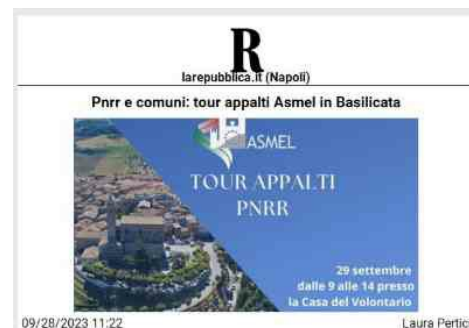 R
larepubblica.it (Napoli)
Pnrr e comuni: tour appalti Asmel in Basilicata
ASMEL
TOUR APPALTI
PNRR
29 settembre
dalle 9 alle 14 presso
la Casa del Volontario
09/28/2023 11:22
Laura Pertic